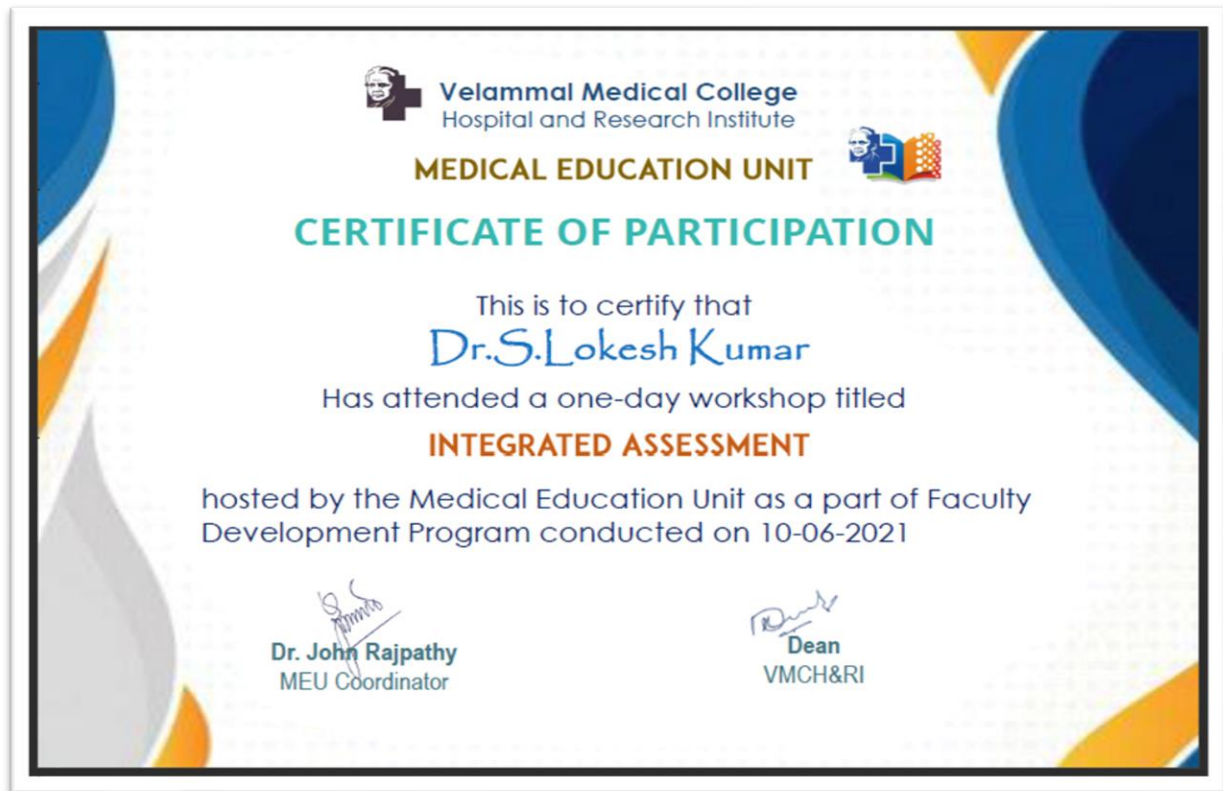 Velammal Medical College
Hospital and Research Institute
MEDICAL EDUCATION UNIT
CERTIFICATE OF PARTICIPATION
This is to certify that
Dr.S.Lokesh Kumar
Has attended a one-day workshop titled
INTEGRATED ASSESSMENT
hosted by the Medical Education Unit as a part of Faculty
Development Program conducted on 10-06-2021
Dr. John Rajpathy
MEU Coordinator
Dean
VMCH&RI